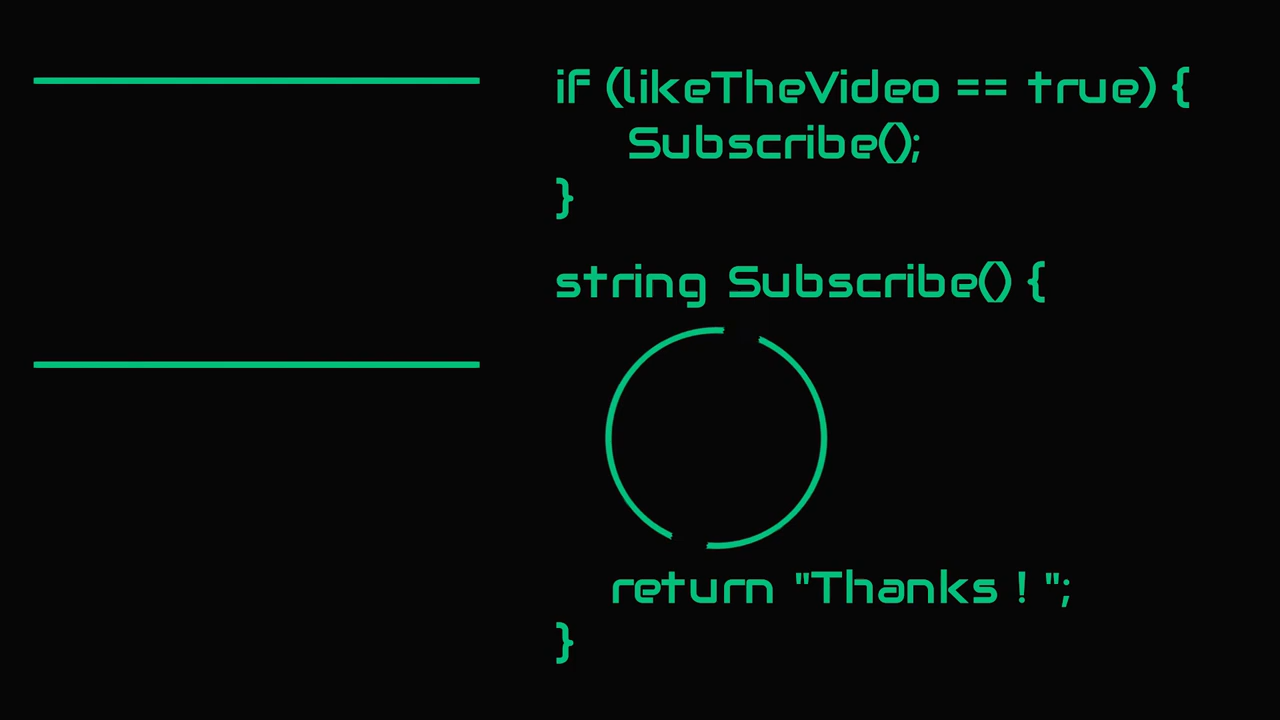 if (likeTheVideo == true) {
Subscribe();
}
string Subscribe() {
return "Thanks ! ";
}